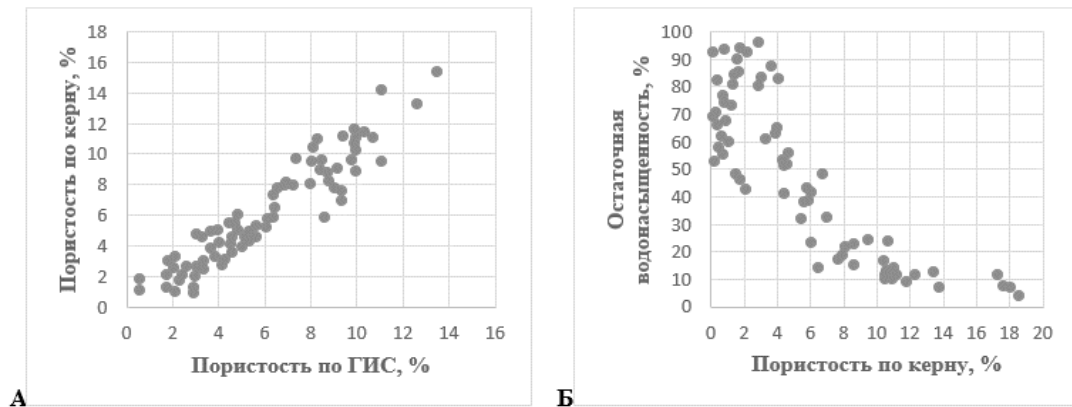 Пористость по керну, %
18
16
14
12
10
8
6
4
2
0
0 2 4 6 8 10 12 14 16
Пористость по ГИС, %
А
Остаточная
водонасыщенность, %
100
90
80
70
60
50
40
30
20
10
0
0 2 4 6 8 10 12 14 16 18 20
Пористость по керну, %
Б